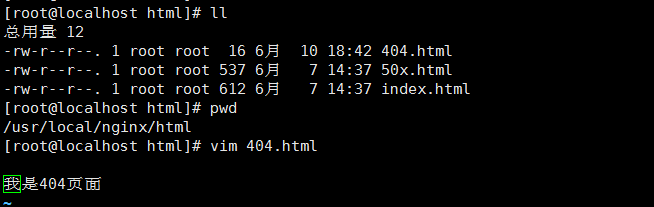 [root@localhost html]# ll
总用量 12
-rw-r--r--. 1 root root  16 6月  10 18:42 404.html
-rw-r--r--. 1 root root 537 6月   7 14:37 50x.html
-rw-r--r--. 1 root root 612 6月   7 14:37 index.html
[root@localhost html]# pwd
/usr/local/nginx/html
[root@localhost html]# vim 404.html
我是404页面
~